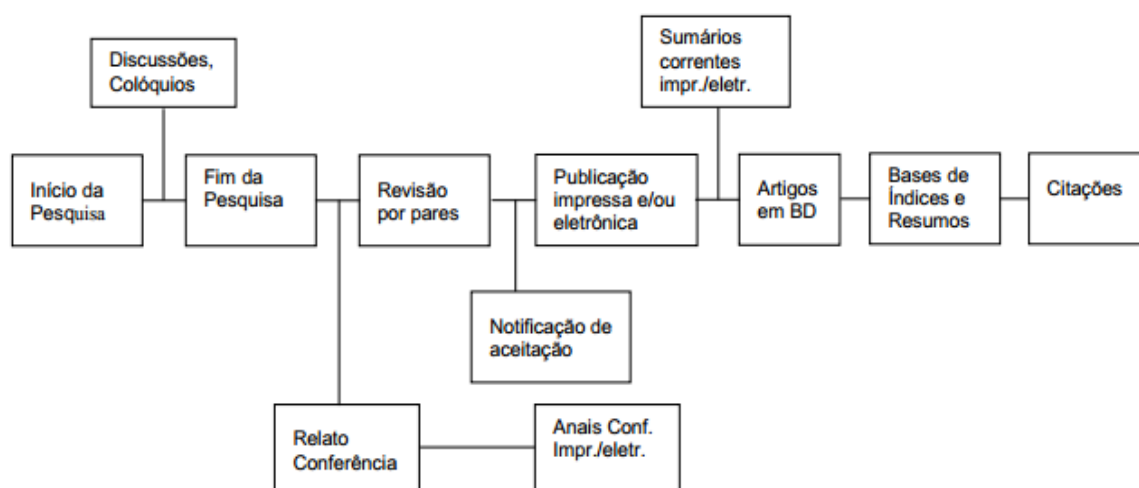 Discussões,
Colóquios
Sumários
correntes
impr./eletr.
Início da
Pesquisa
Fim da
Pesquisa
Revisão
por pares
Publicação
impressa e/ou
eletrônica
Artigos
em BD
Bases de
Índices e
Resumos
Citações
Notificação de
aceitação
Relato
Conferência
Anais Conf.
Impr./eletr.